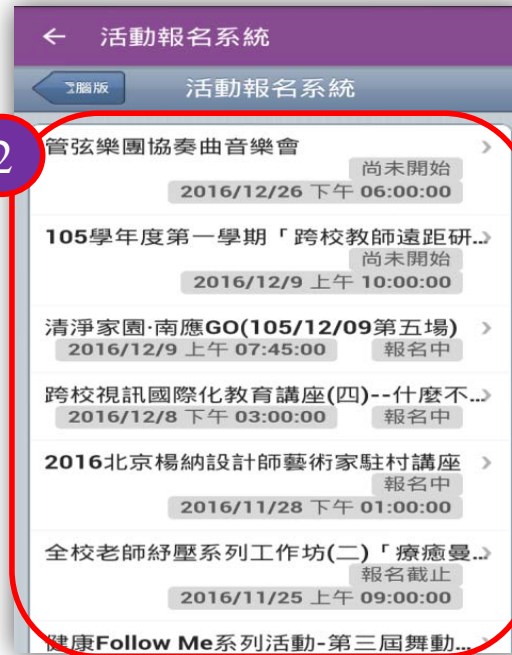 ← 活動報名系統
腦版 活動報名系統
2
管弦樂團協奏曲音樂會
尚未開始
2016/12/26 下午 06:00:00
105學年度第一學期「跨校教師遠距研...
尚未開始
2016/12/9 上午 10:00:00
清淨家園·南應GO(105/12/09第五場)
2016/12/9 上午 07:45:00 報名中
跨校視訊國際化教育講座(四)--什麼不...
2016/12/8 下午 03:00:00 報名中
2016北京楊納設計師藝術家駐村講座
報名中
2016/11/28 下午 01:00:00
全校老師紓壓系列工作坊(二)「療癒曼...
報名截止
2016/11/25 上午 09:00:00
健康Follow Me系列活動-第三屆舞動...